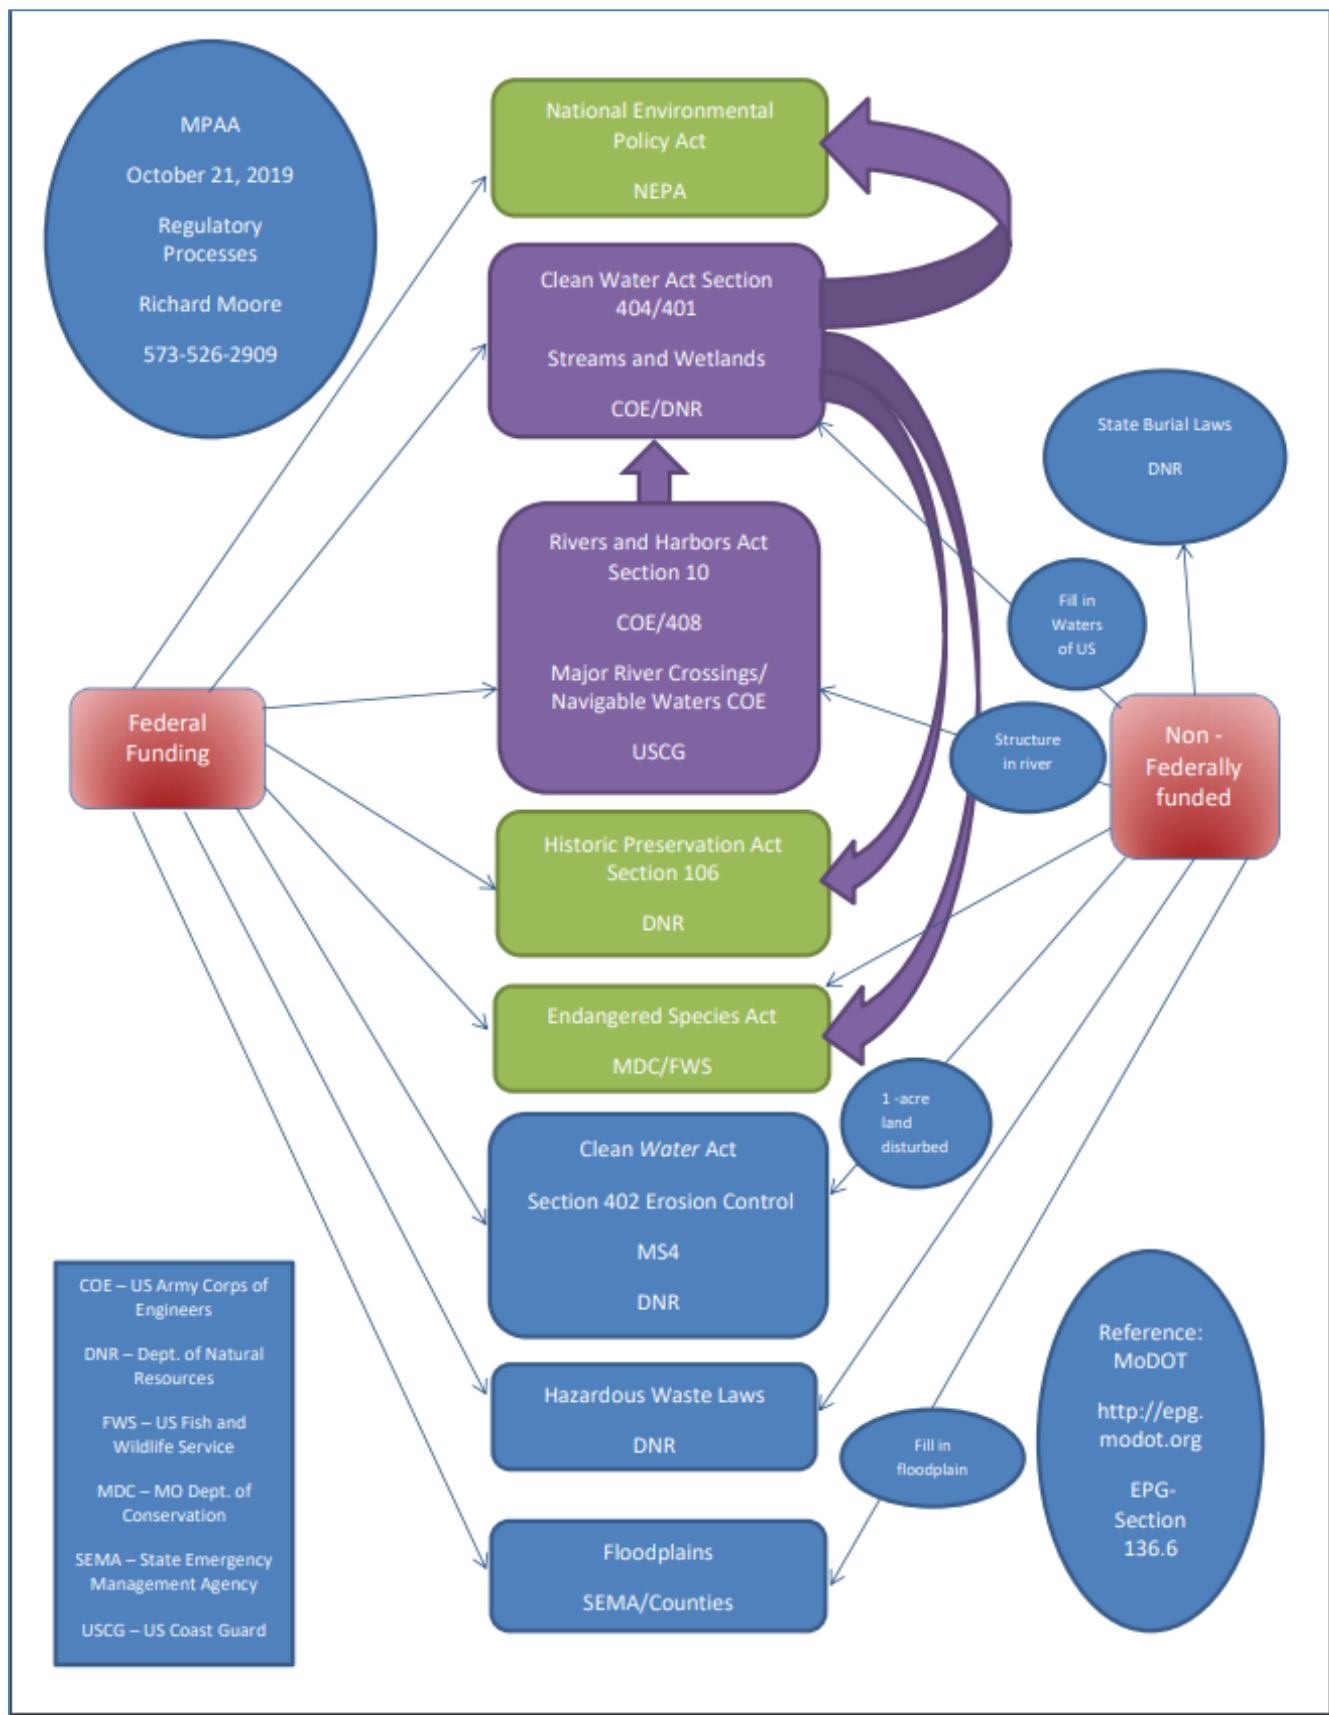 MPAA
October 21, 2019
Regulatory
Processes
Richard Moore
573-526-2909
National Environmental
Policy Act
NEPA
Clean Water Act Section
404/401
Streams and Wetlands
COE/DNR
State Burial Laws
DNR
Rivers and Harbors Act
Section 10
COE/408
Major River Crossings/
Navigable Waters COE
USCG
Fill in
Waters
of US
Federal
Funding
Structure
in river
Non -
Federally
funded
Historic Preservation Act
Section 106
DNR
Endangered Species Act
MDC/FWS
1 -acre
land
disturbed
Clean Water Act
Section 402 Erosion Control
MS4
DNR
Hazardous Waste Laws
DNR
Fill in
floodplain
Floodplains
SEMA/Counties
COE – US Army Corps of
Engineers
DNR – Dept. of Natural
Resources
FWS – US Fish and
Wildlife Service
MDC – MO Dept. of
Conservation
SEMA – State Emergency
Management Agency
USCG – US Coast Guard
Reference:
MoDOT
http://epg.
modot.org
EPG-
Section
136.6